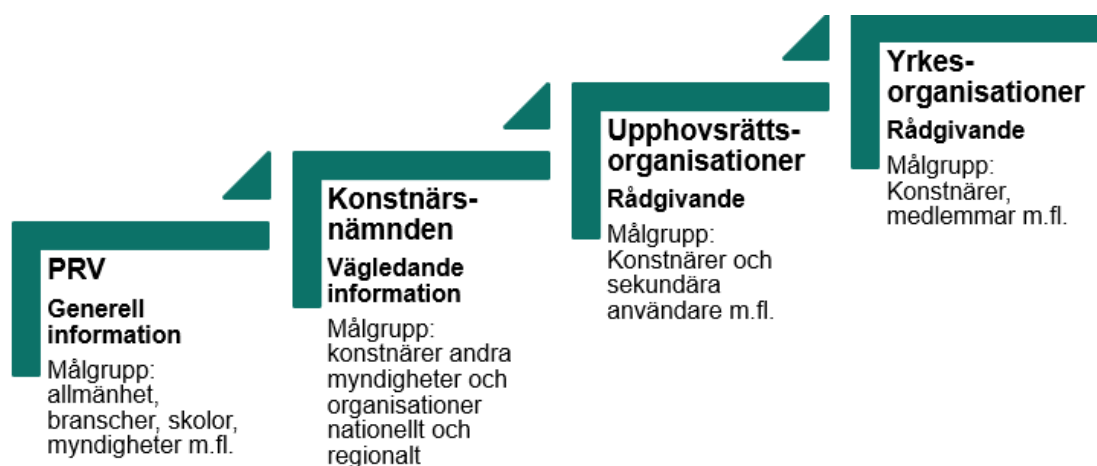 PRV
Generell
information
Målgrupp:
allmänhet,
branscher, skolor,
myndigheter m.fl.
Konstnärs-
nämnden
Vägledande
information
Målgrupp:
konstnärer andra
myndigheter och
organisationer
nationellt och
regionalt
Upphovsrätts-
organisationer
Rådgivande
Målgrupp:
Konstnärer och
sekundära
användare m.fl.
Yrkes-
organisationer
Rådgivande
Målgrupp:
Konstnärer,
medlemmar m.fl.